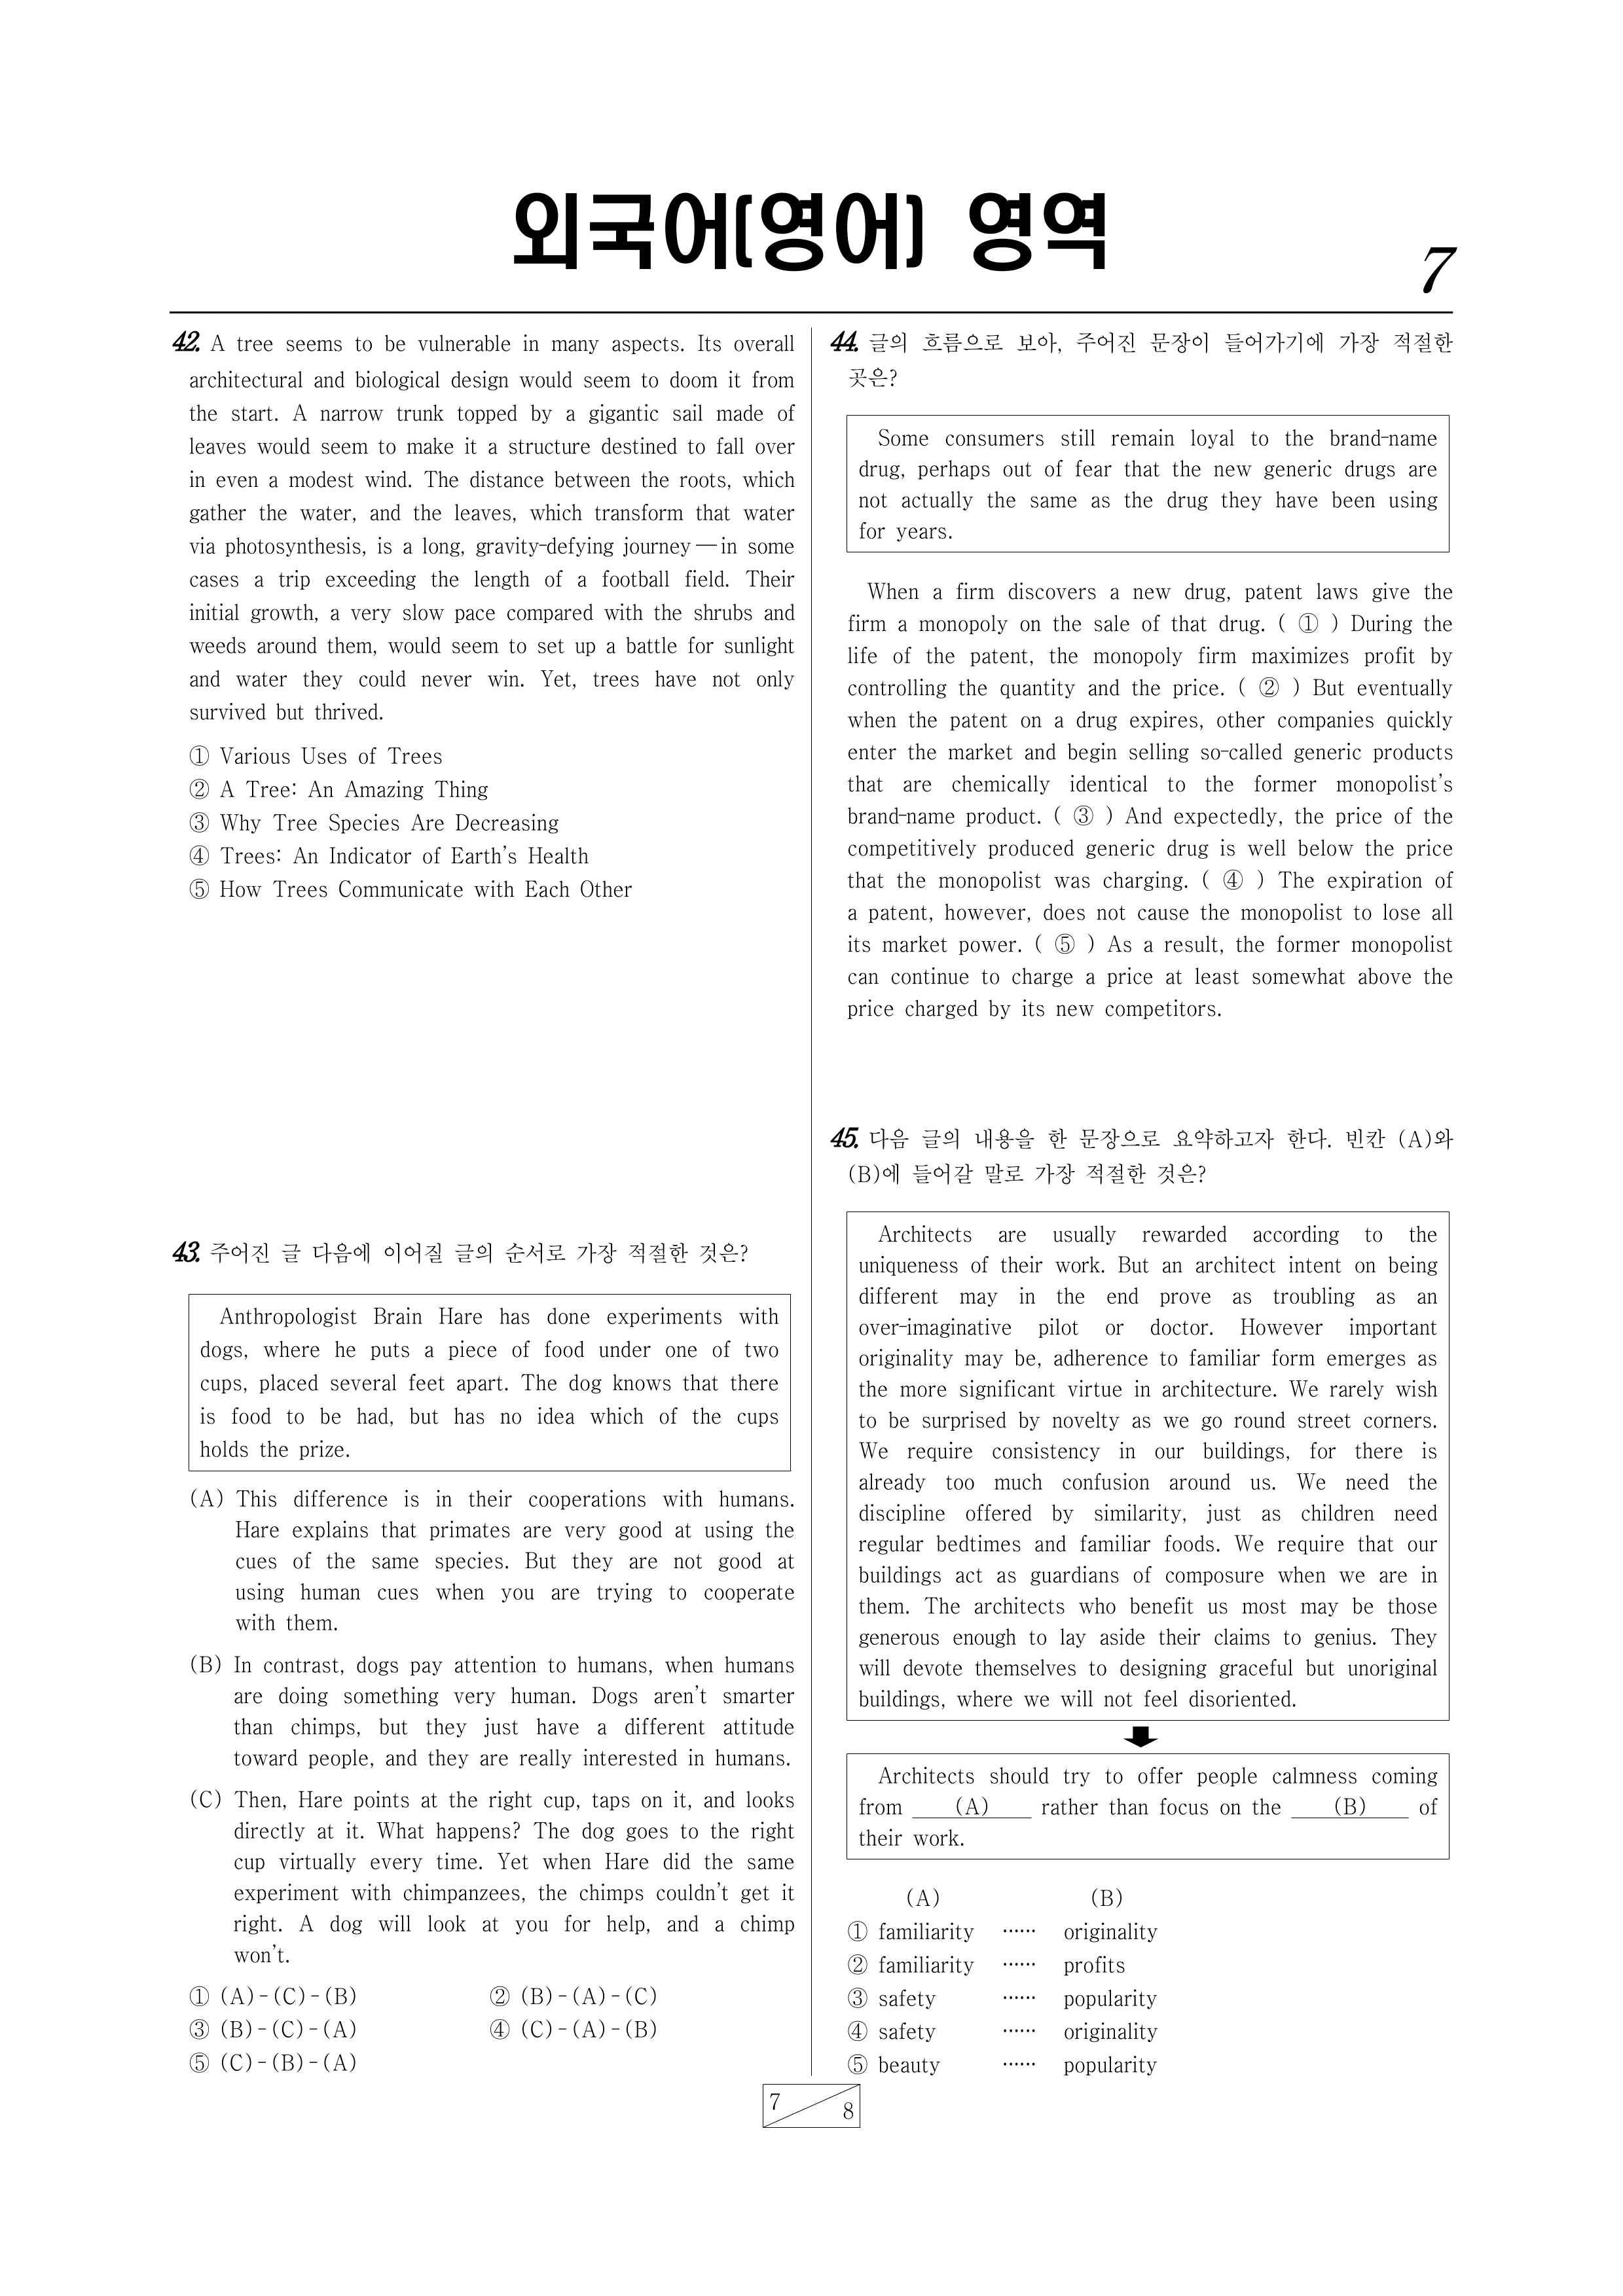 외국어(영어) 영역
7
42. A tree seems to be vulnerable in many aspects. Its overall
architectural and biological design would seem to doom it from
the start. A narrow trunk topped by a gigantic sail made of
leaves would seem to make it a structure destined to fall over
in even a modest wind. The distance between the roots, which
gather the water, and the leaves, which transform that water
via photosynthesis, is a long, gravity-defying journey — in some
cases a trip exceeding the length of a football field. Their
initial growth, a very slow pace compared with the shrubs and
weeds around them, would seem to set up a battle for sunlight
and water they could never win. Yet, trees have not only
survived but thrived.
① Various Uses of Trees
② A Tree: An Amazing Thing
③ Why Tree Species Are Decreasing
④ Trees: An Indicator of Earth's Health
⑤ How Trees Communicate with Each Other
43. 주어진 글 다음에 이어질 글의 순서로 가장 적절한 것은?
Anthropologist Brain Hare has done experiments with
dogs, where he puts a piece of food under one of two
cups, placed several feet apart. The dog knows that there
is food to be had, but has no idea which of the cups
holds the prize.
(A) This difference is in their cooperations with humans.
Hare explains that primates are very good at using the
cues of the same species. But they are not good at
using human cues when you are trying to cooperate
with them.
(B) In contrast, dogs pay attention to humans, when humans
are doing something very human. Dogs aren't smarter
than chimps, but they just have a different attitude
toward people, and they are really interested in humans.
(C) Then, Hare points at the right cup, taps on it, and looks
directly at it. What happens? The dog goes to the right
cup virtually every time. Yet when Hare did the same
experiment with chimpanzees, the chimps couldn't get it
right. A dog will look at you for help, and a chimp
won't.
① (A)-(C)-(B) ② (B)-(A)-(C)
③ (B)-(C)-(A) ④ (C)-(A)-(B)
⑤ (C)-(B)-(A)
44. 글의 흐름으로 보아, 주어진 문장이 들어가기에 가장 적절한
곳은?
Some consumers still remain loyal to the brand-name
drug, perhaps out of fear that the new generic drugs are
not actually the same as the drug they have been using
for years.
When a firm discovers a new drug, patent laws give the
firm a monopoly on the sale of that drug. ( ① ) During the
life of the patent, the monopoly firm maximizes profit by
controlling the quantity and the price. ( ② ) But eventually
when the patent on a drug expires, other companies quickly
enter the market and begin selling so-called generic products
that are chemically identical to the former monopolist's
brand-name product. ( ③ ) And expectedly, the price of the
competitively produced generic drug is well below the price
that the monopolist was charging. ( ④ ) The expiration of
a patent, however, does not cause the monopolist to lose all
its market power. ( ⑤ ) As a result, the former monopolist
can continue to charge a price at least somewhat above the
price charged by its new competitors.
45. 다음 글의 내용을 한 문장으로 요약하고자 한다. 빈칸 (A)와
(B)에 들어갈 말로 가장 적절한 것은?
Architects are usually rewarded according to the
uniqueness of their work. But an architect intent on being
different may in the end prove as troubling as an
over-imaginative pilot or doctor. However important
originality may be, adherence to familiar form emerges as
the more significant virtue in architecture. We rarely wish
to be surprised by novelty as we go round street corners.
We require consistency in our buildings, for there is
already too much confusion around us. We need the
discipline offered by similarity, just as children need
regular bedtimes and familiar foods. We require that our
buildings act as guardians of composure when we are in
them. The architects who benefit us most may be those
generous enough to lay aside their claims to genius. They
will devote themselves to designing graceful but unoriginal
buildings, where we will not feel disoriented.
Architects should try to offer people calmness coming
from (A) rather than focus on the (B) of
their work.
(A) (B)
① familiarity ······ originality
② familiarity ······ profits
③ safety ······ popularity
④ safety ······ originality
⑤ beauty ······ popularity
7
8